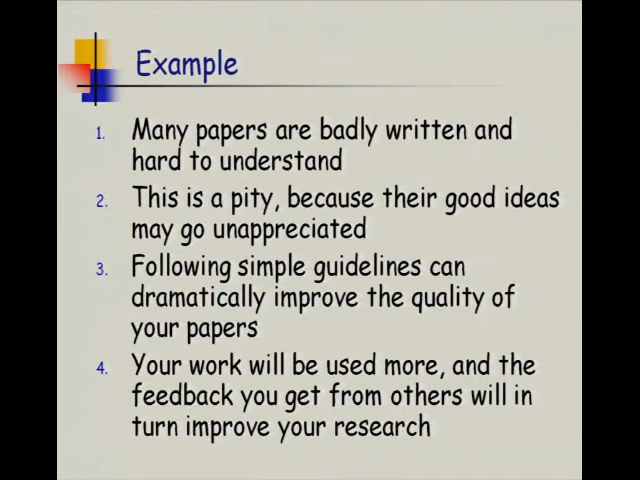 Example
1. Many papers are badly written and
hard to understand
2. This is a pity, because their good ideas
may go unappreciated
3. Following simple guidelines can
dramatically improve the quality of
your papers
4. Your work will be used more, and the
feedback you get from others will in
turn improve your research